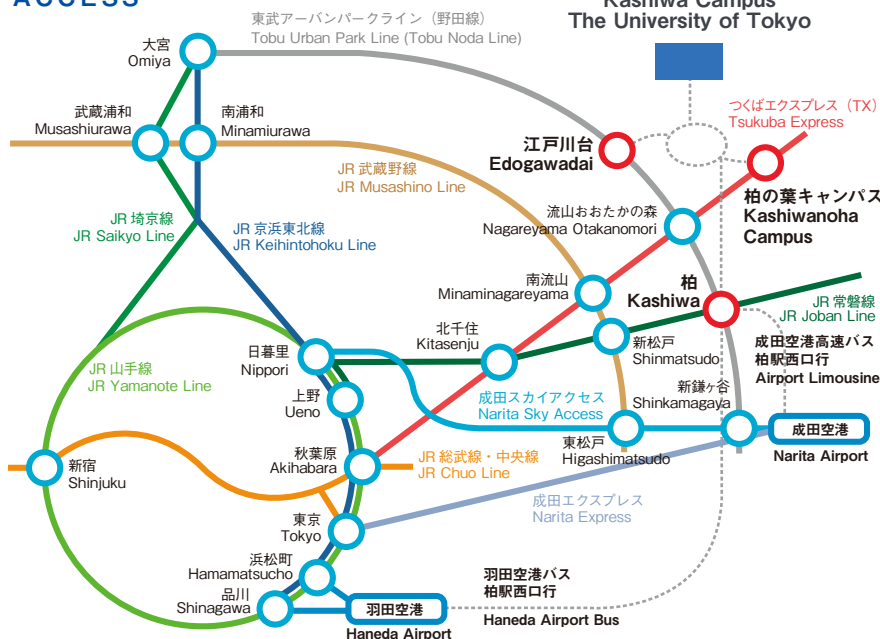 ACCESS
Kashiwa Campus
The University of Tokyo
東武アーバンパークライン（野田線）
Tobu Urban Park Line (Tobu Noda Line)
大宮
Omiya
武蔵浦和
Musashiurawa
南浦和
Minamiurawa
つくばエクスプレス（TX）
Tsukuba Express
江戸川台
Edogawadai
JR 武蔵野線
JR Musashino Line
柏の葉キャンパス
Kashiwanoha
Campus
流山おおたかの森
Nagareyama Otakanomori
JR 埼京線
JR Saikyo Line
JR 京浜東北線
JR Keihintohoku Line
南流山
Minaminagareyama
柏
Kashiwa
JR 常磐線
JR Joban Line
北千住
Kitasenju
新松戸
Shinmatsudo
成田空港高速バス
柏駅西口行
Airport Limousine
日暮里
Nippori
JR 山手線
JR Yamanote Line
上野
Ueno
成田スカイアクセス
Narita Sky Access
新鎌ヶ谷
Shinkamagaya
東松戸
Higashimatsudo
成田空港
Narita Airport
秋葉原
Akihabara
JR 総武線・中央線
JR Chuo Line
新宿
Shinjuku
成田エクスプレス
Narita Express
東京
Tokyo
浜松町
Hamamatsucho
品川
Shinagawa
羽田空港
Haneda Airport
羽田空港バス
柏駅西口行
Haneda Airport Bus